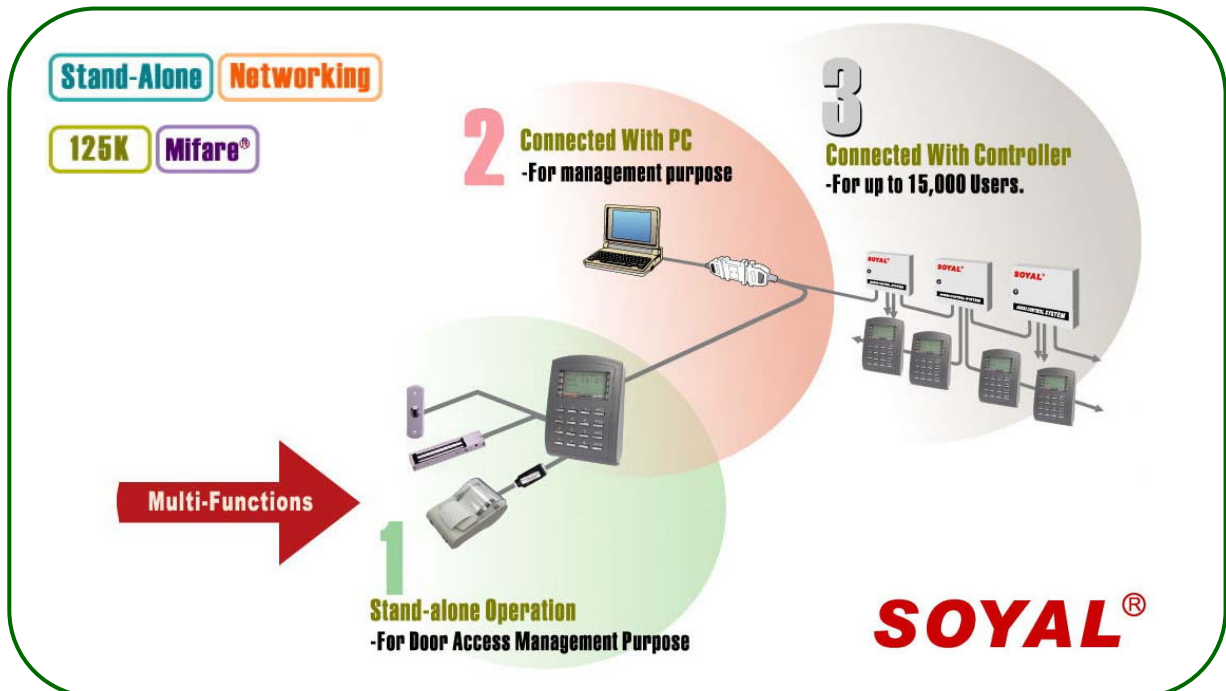 Stand-Alone Networking
125K Mifare®
2
Connected With PC
-For management purpose
3
Connected With Controller
-For up to 15,000 Users.
SOYAL®
SOYAL®
SOYAL®
Multi-Functions
1
Stand-alone Operation
-For Door Access Management Purpose
SOYAL®